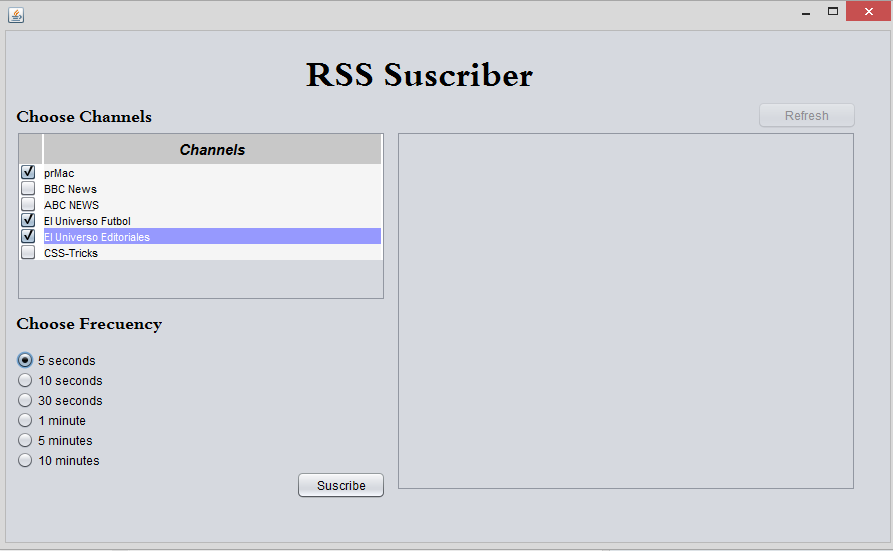 RSS Suscriber
Choose Channels
Refresh
Channels
prMac
BBC News
ABC NEWS
El Universo Futbol
El Universo Editoriales
CSS-Tricks
Choose Frecuency
5 seconds
10 seconds
30 seconds
1 minute
5 minutes
10 minutes
Suscribe